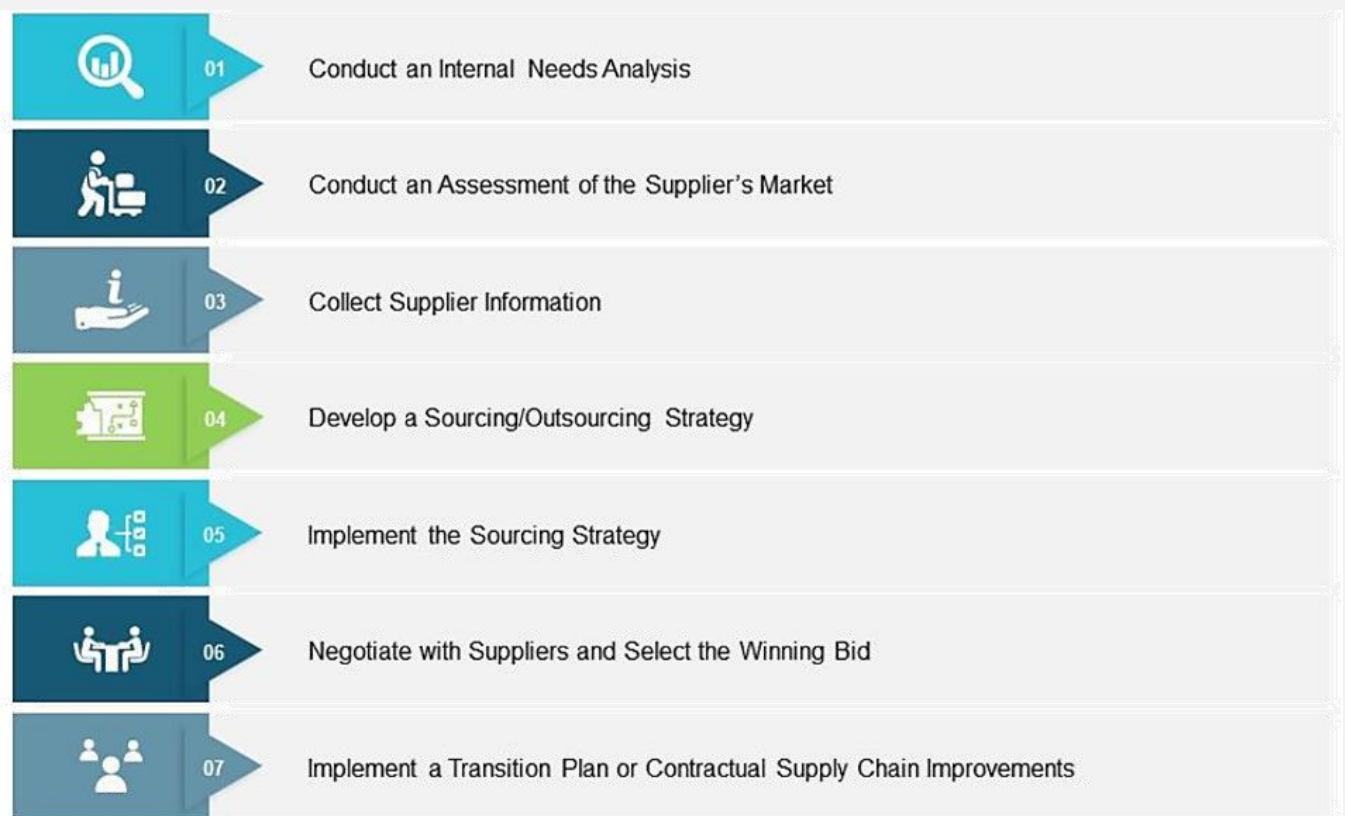 01 Conduct an Internal Needs Analysis
02 Conduct an Assessment of the Supplier’s Market
i
03 Collect Supplier Information
04 Develop a Sourcing/Outsourcing Strategy
05 Implement the Sourcing Strategy
06 Negotiate with Suppliers and Select the Winning Bid
07 Implement a Transition Plan or Contractual Supply Chain Improvements